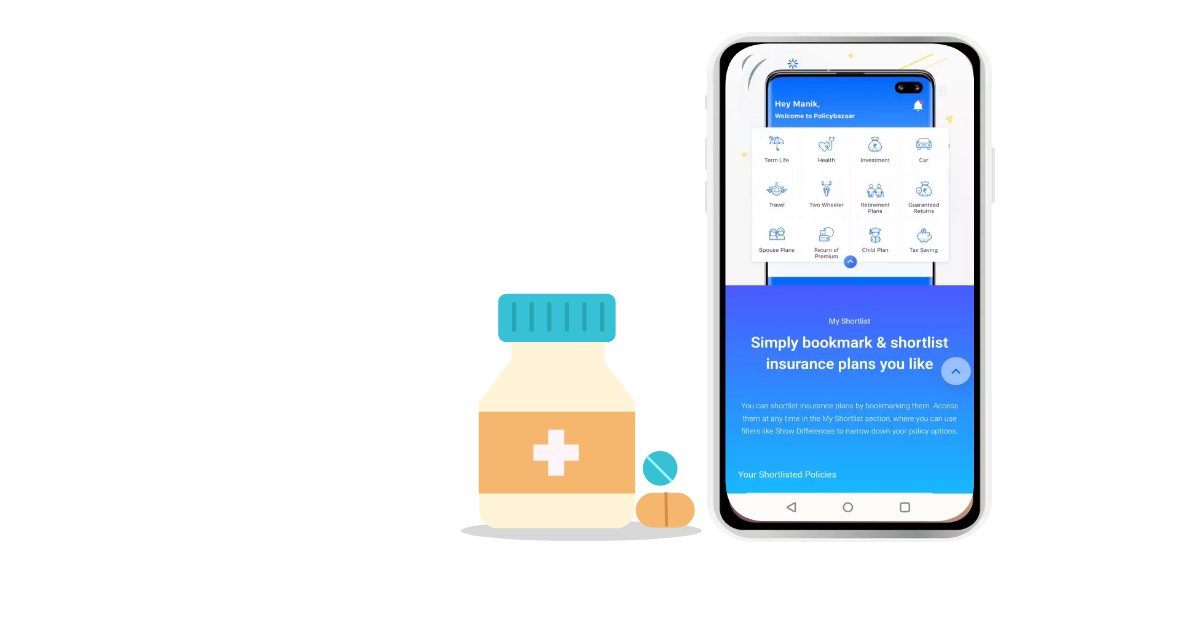 Hey Manik,
Welcome to Policybazaar
Term Life
Health
Investment
Car
Travel
Two Wheeler
Retirement
Plans
Guaranteed
Returns
Spouse Plans
Return of
Premium
Child Plan
Tax Saving
My Shortlist
Simply bookmark & shortlist
insurance plans you like
You can shortlist insurance plans by bookmarking them. Access
them at any time in the My Shortlist section, where you can use
filters like Show Differences to narrow down your policy options.
Your Shortlisted Policies